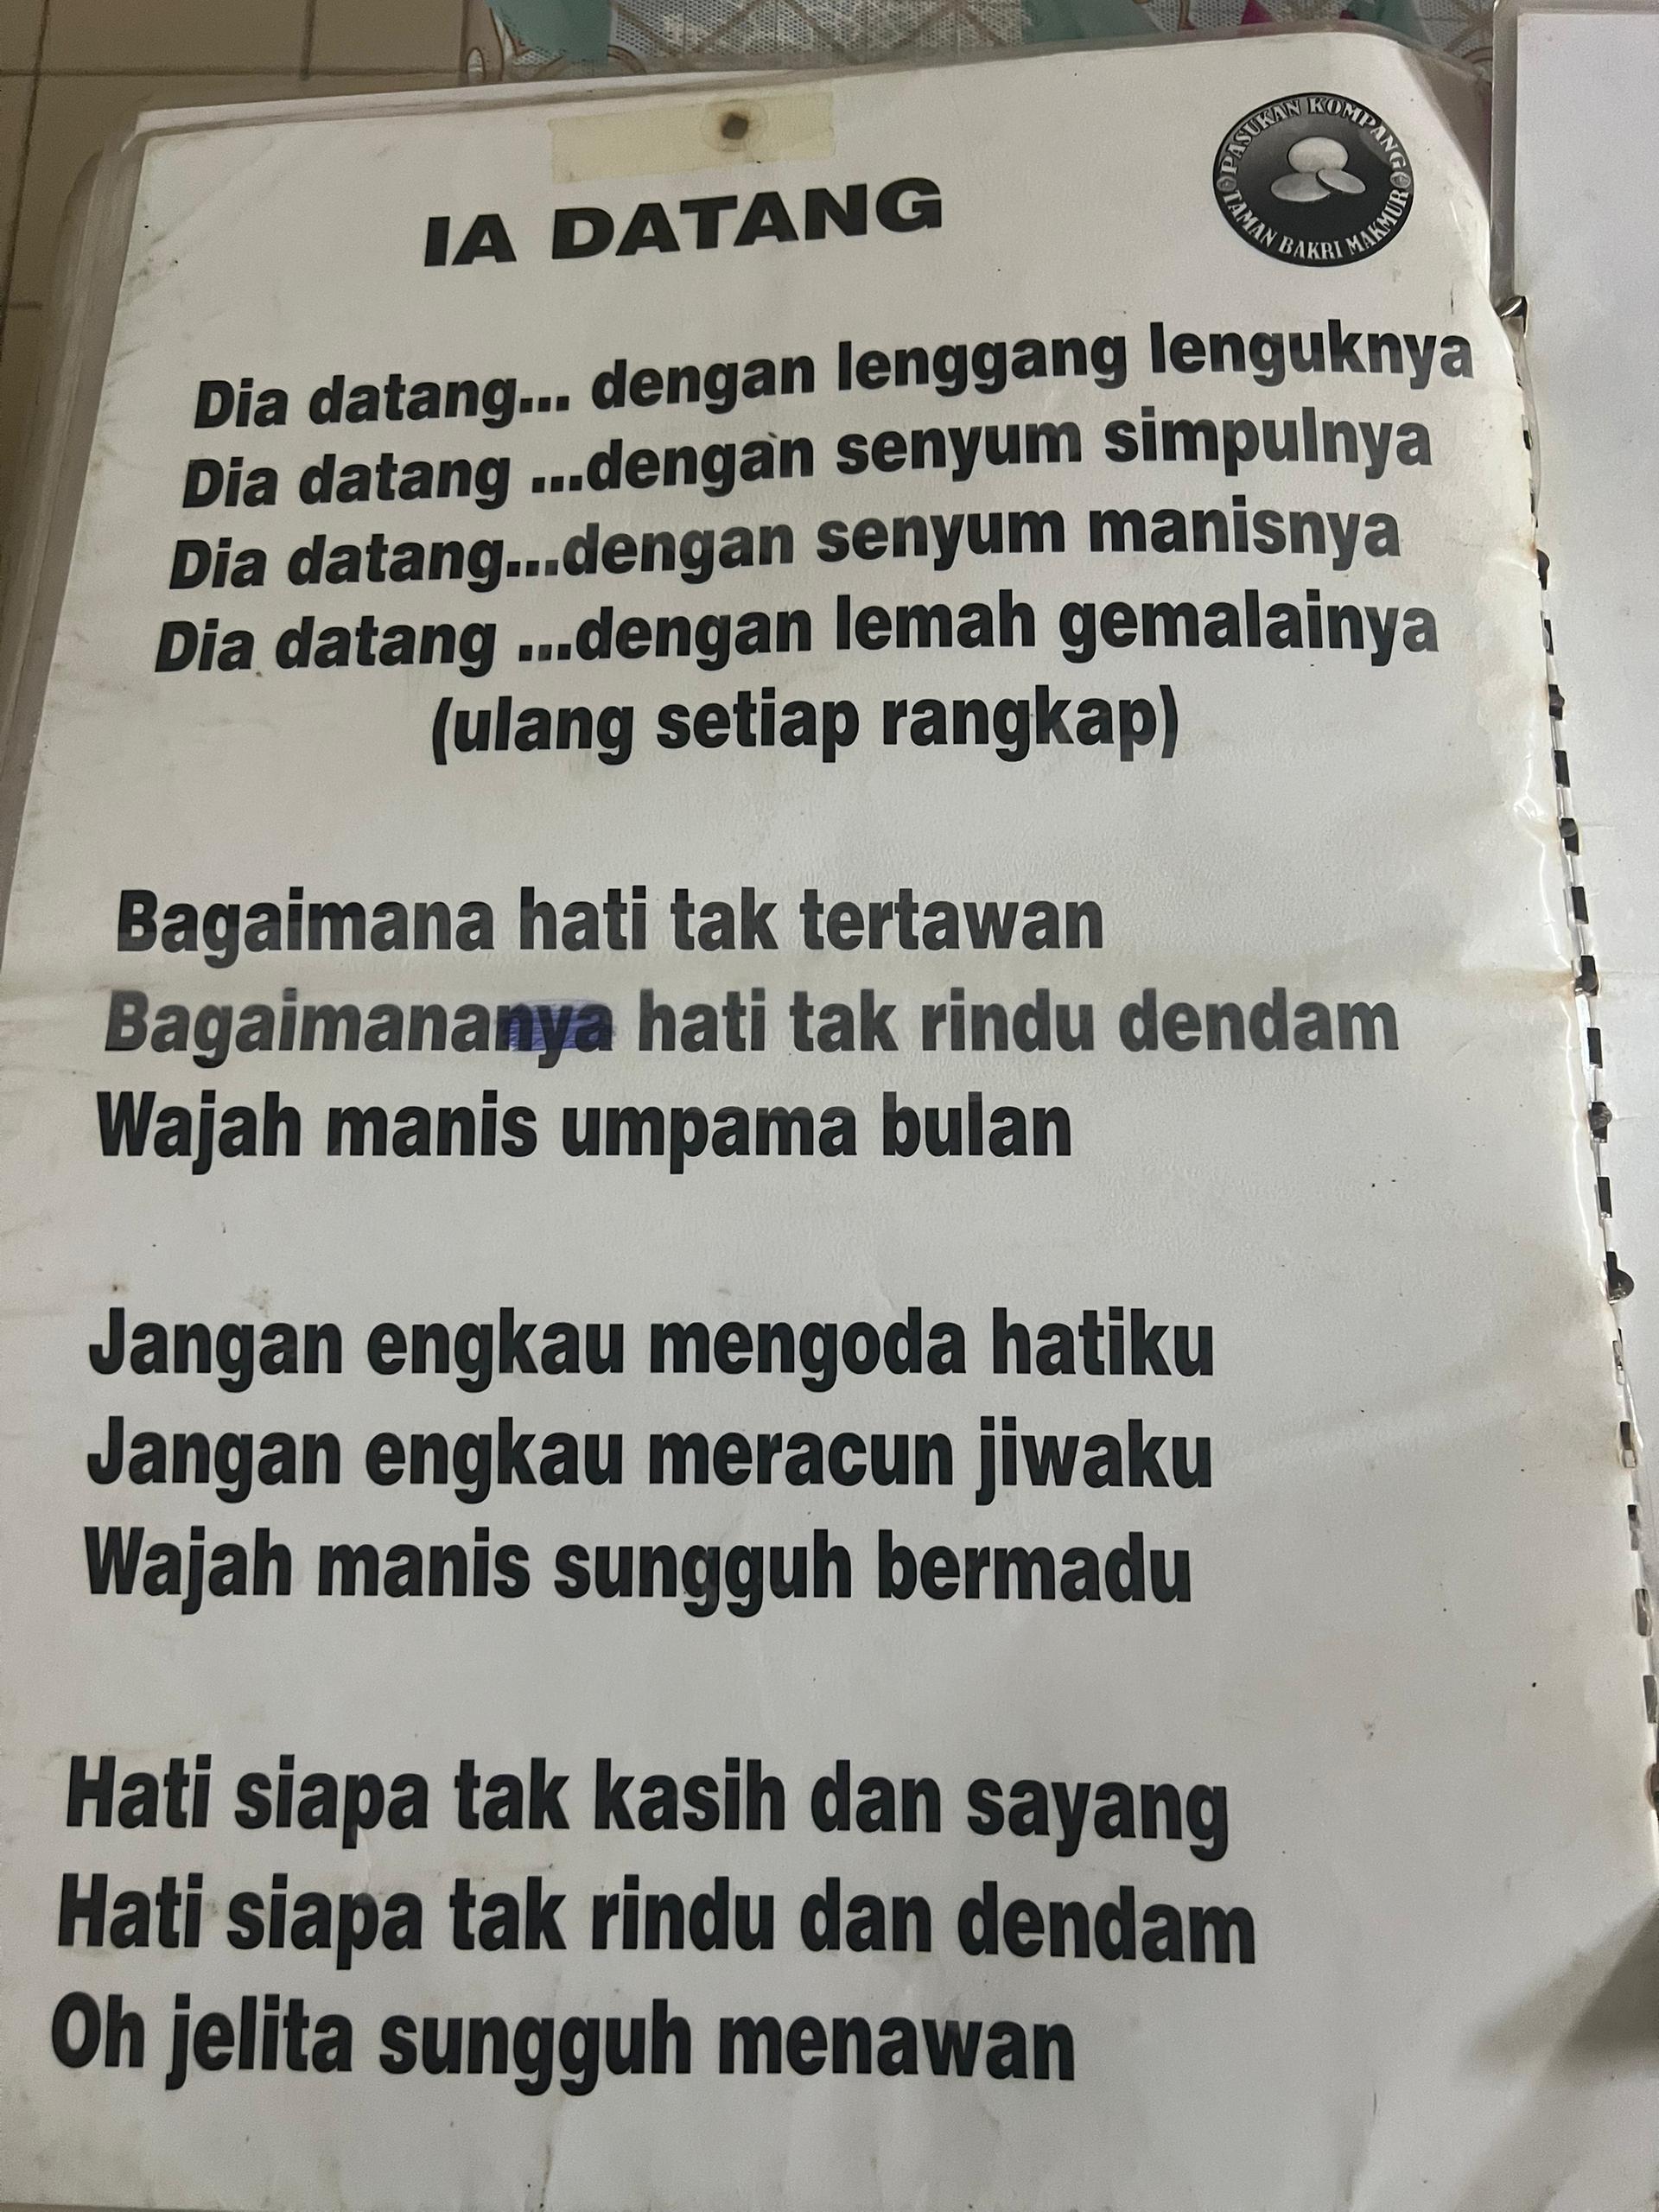 IA DATANG
PASUKAN KOMPANG
TAMAN BAKRI MAKMUR
Dia datang... dengan lenggang lenguknya
Dia datang ...dengan senyum simpulnya
Dia datang...dengan senyum manisnya
Dia datang ...dengan lemah gemalainya
(ulang setiap rangkap)
Bagaimana hati tak tertawan
Bagaimananya hati tak rindu dendam
Wajah manis umpama bulan
Jangan engkau mengoda hatiku
Jangan engkau meracun jiwaku
Wajah manis sungguh bermadu
Hati siapa tak kasih dan sayang
Hati siapa tak rindu dan dendam
Oh jelita sungguh menawan